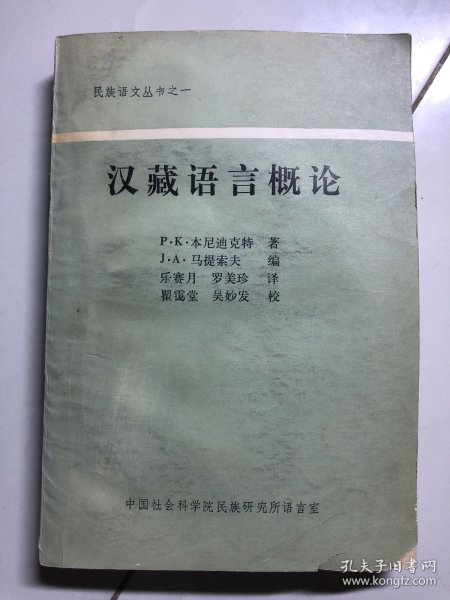 民族语文丛书之一
汉藏语言概论
P·K·本尼迪克特 著
J·A·马提索夫 编
乐赛月 罗美珍 译
瞿霭堂 吴妙发 校
中国社会科学院民族研究所语言室
孔夫子旧书网
www.kongfz.com